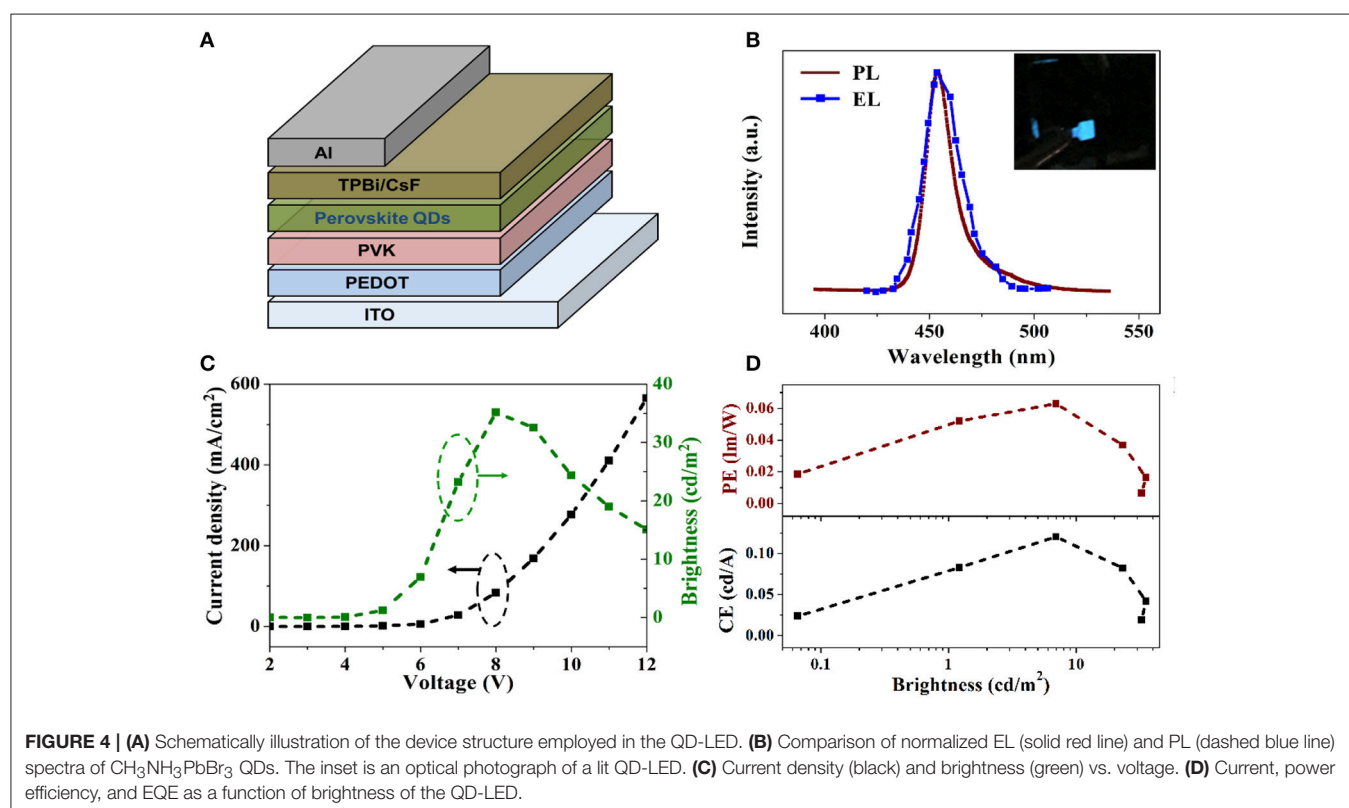 A
Al
TPBi/CsF
Perovskite QDs
PVK
PEDOT
ITO
B
PL
EL
Intensity (a.u.)
400 450 500 550
Wavelength (nm)
C
Current density (mA/cm²)
600
400
200
0
2 4 6 8 10 12
Voltage (V)
40
30
20
10
0
Brightness (cd/m²)
D
PE (lm/W)
0.06
0.04
0.02
0.00
CE (cd/A)
0.10
0.05
0.00
0.1 1 10
Brightness (cd/m²)
FIGURE 4 | (A) Schematically illustration of the device structure employed in the QD-LED. (B) Comparison of normalized EL (solid red line) and PL (dashed blue line)
spectra of CH₃NH₃PbBr₃ QDs. The inset is an optical photograph of a lit QD-LED. (C) Current density (black) and brightness (green) vs. voltage. (D) Current, power
efficiency, and EQE as a function of brightness of the QD-LED.